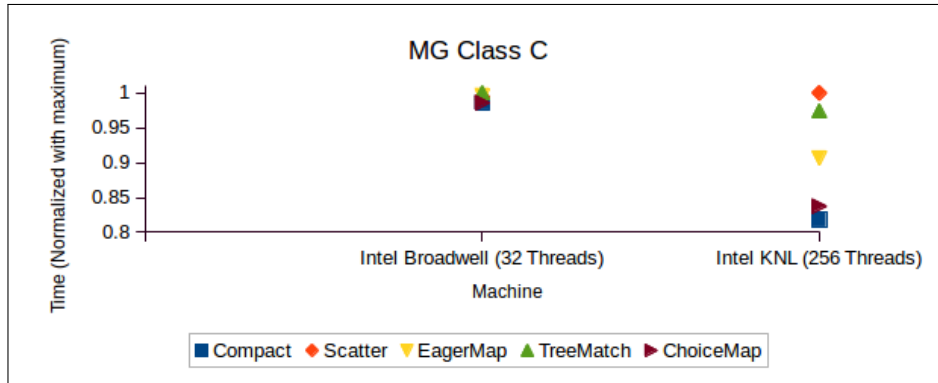 MG Class C
Time (Normalized with maximum)
1
0.95
0.9
0.85
0.8
Intel Broadwell (32 Threads)
Intel KNL (256 Threads)
Machine
Compact
Scatter
EagerMap
TreeMatch
ChoiceMap